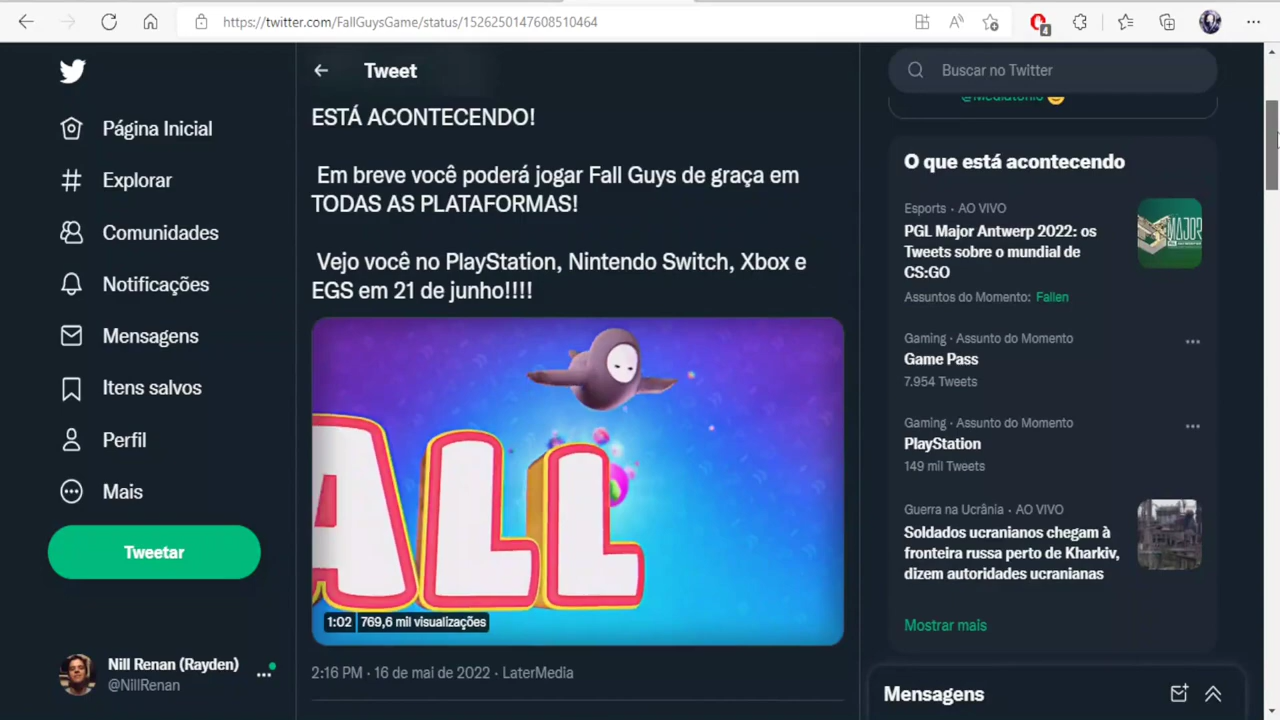 https://twitter.com/FallGuysGame/status/1526250147608510464
4
Página Inicial
Explorar
Comunidades
Notificações
Mensagens
Itens salvos
Perfil
Mais
Tweetar
Nill Renan (Rayden)
@NillRenan
Tweet
ESTÁ ACONTECENDO!
Em breve você poderá jogar Fall Guys de graça em
TODAS AS PLATAFORMAS!
Vejo você no PlayStation, Nintendo Switch, Xbox e
EGS em 21 de junho!!!!
ALL
1:02 769,6 mil visualizações
2:16 PM · 16 de mai de 2022 · LaterMedia
Buscar no Twitter
@Mediatonic
O que está acontecendo
Esports · AO VIVO
PGL Major Antwerp 2022: os
Tweets sobre o mundial de
CS:GO
MAJOR
Assuntos do Momento: Fallen
Gaming · Assunto do Momento
Game Pass
7.954 Tweets
Gaming · Assunto do Momento
PlayStation
149 mil Tweets
Guerra na Ucrânia · AO VIVO
Soldados ucranianos chegam à
fronteira russa perto de Kharkiv,
dizem autoridades ucranianas
Mostrar mais
Mensagens